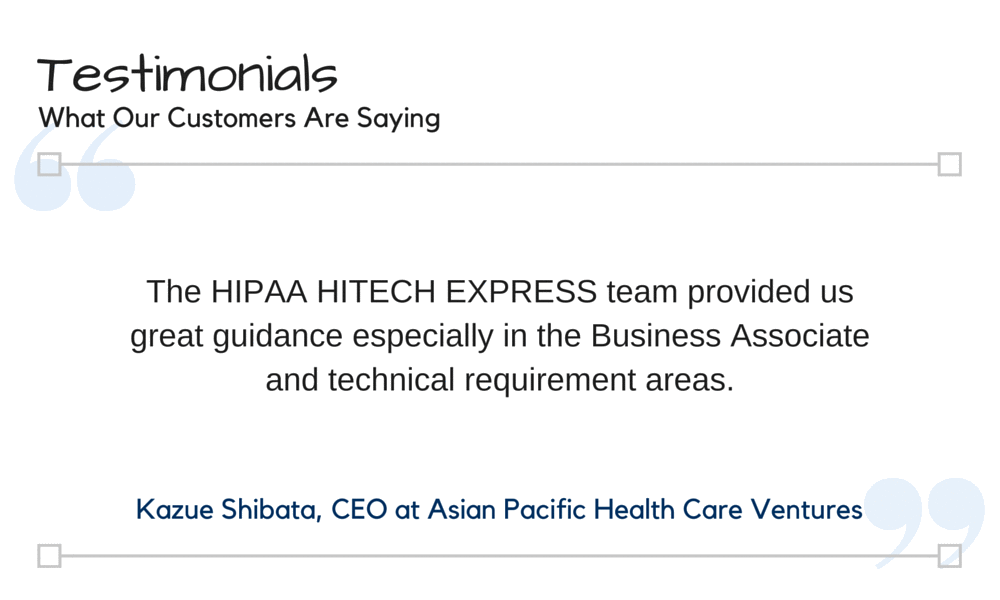 Testimonials
What Our Customers Are Saying
The HIPAA HITECH EXPRESS team provided us
great guidance especially in the Business Associate
and technical requirement areas.
Kazue Shibata, CEO at Asian Pacific Health Care Ventures